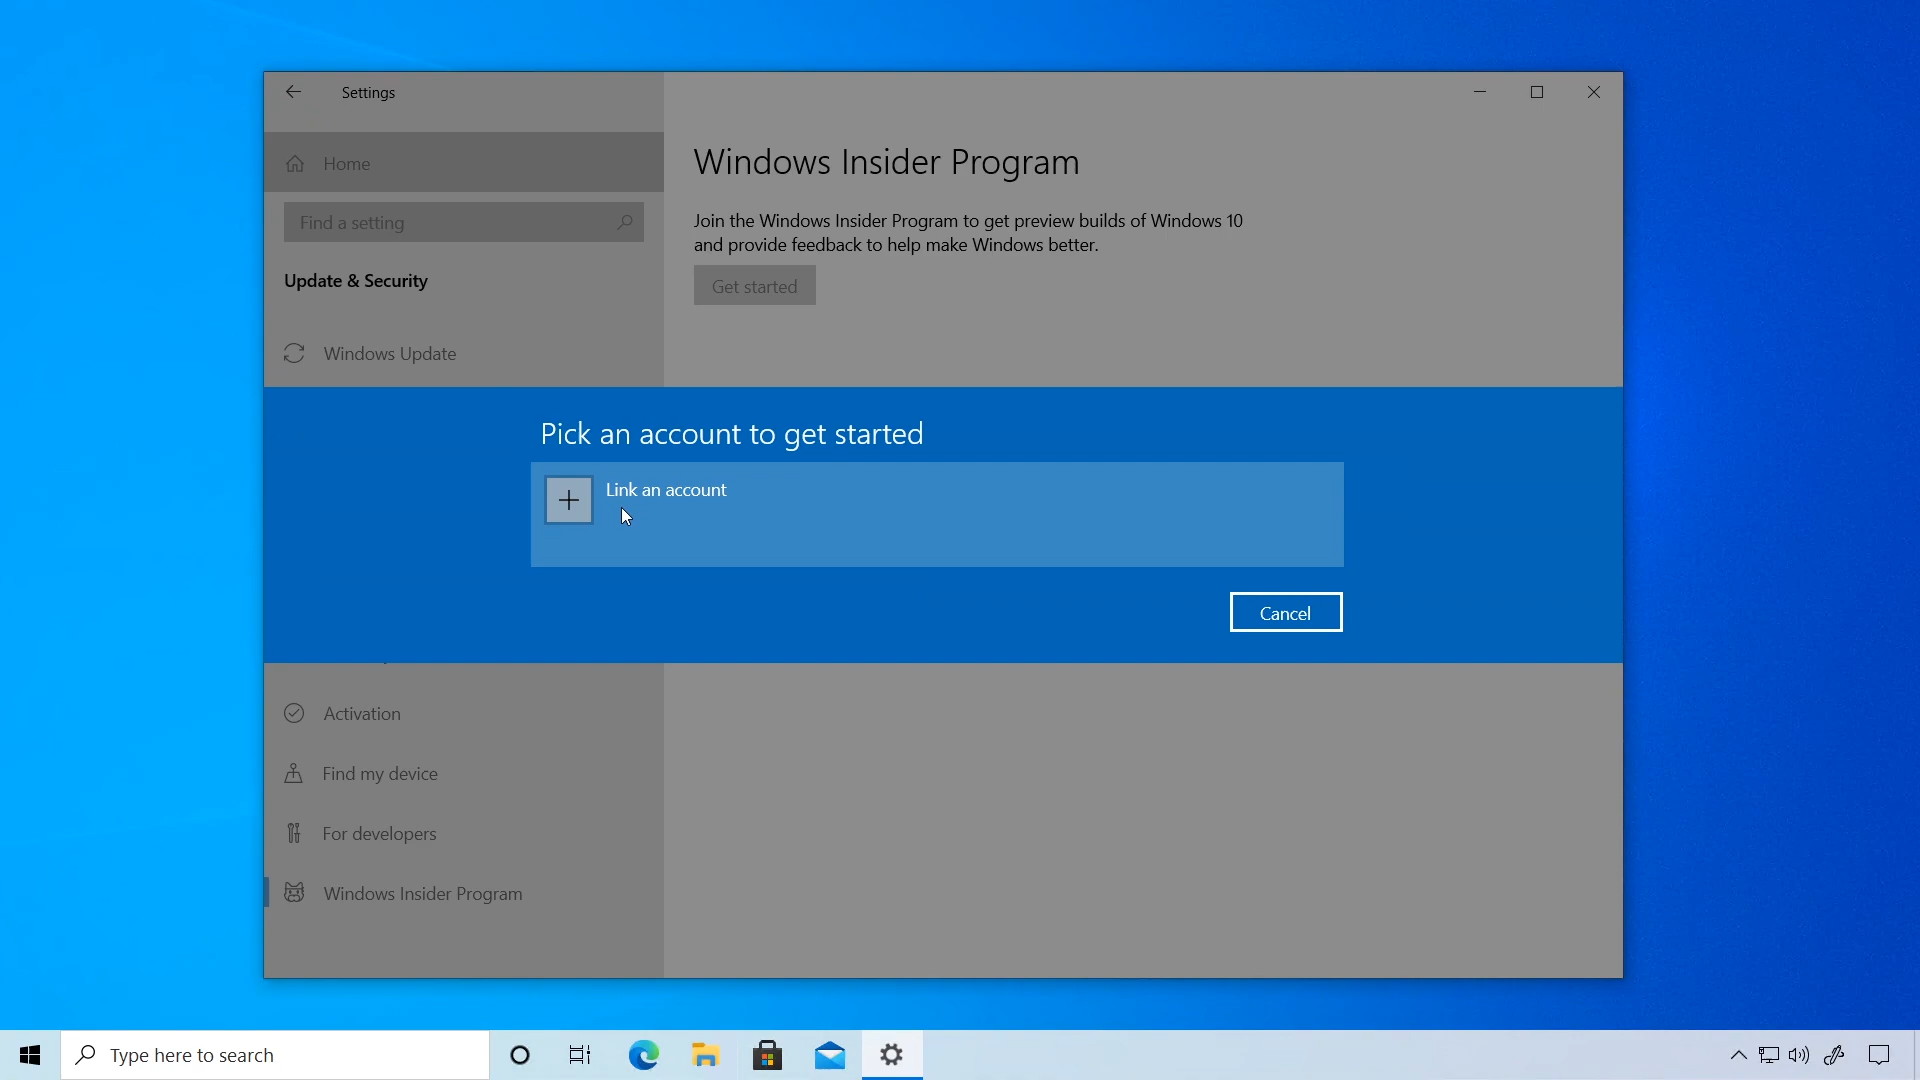 Settings
Home
Find a setting
Update & Security
Windows Update
Windows Insider Program
Join the Windows Insider Program to get preview builds of Windows 10
and provide feedback to help make Windows better.
Get started
Pick an account to get started
Link an account
Cancel
Activation
Find my device
For developers
Windows Insider Program
Type here to search